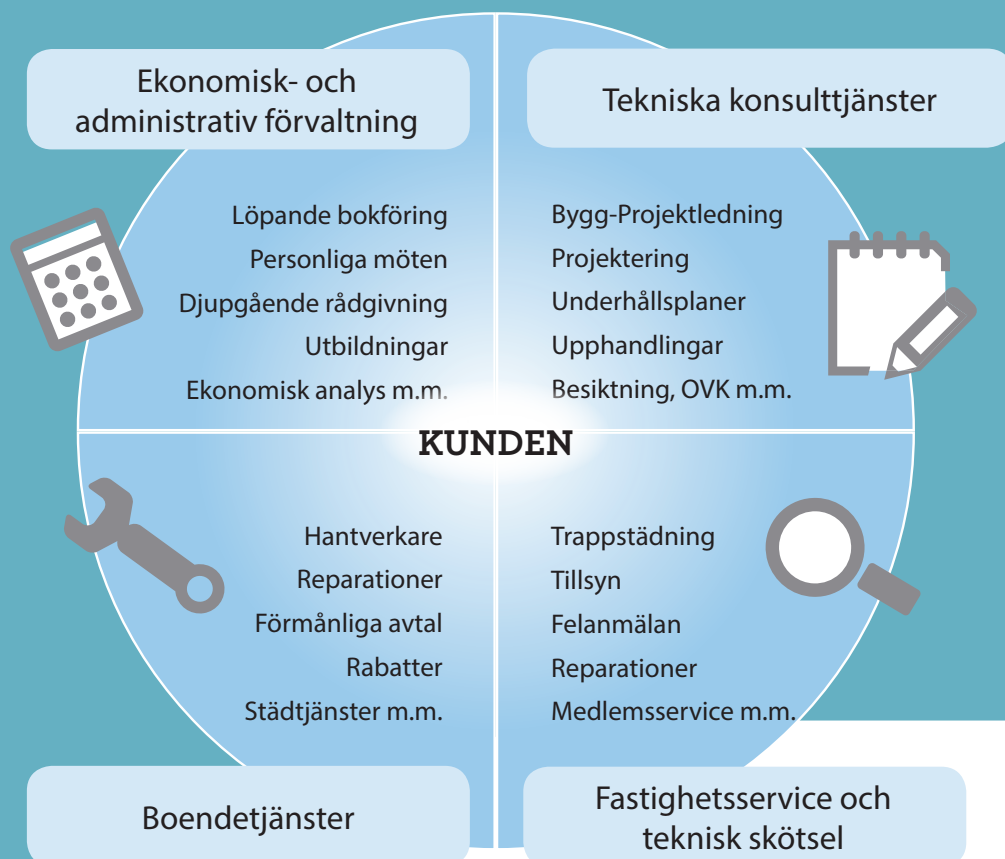 Ekonomisk- och
administrativ förvaltning
Löpande bokföring
Personliga möten
Djupgående rådgivning
Utbildningar
Ekonomisk analys m.m.
Tekniska konsulttjänster
Bygg-Projektledning
Projektering
Underhållsplaner
Upphandlingar
Besiktning, OVK m.m.
KUNDEN
Hantverkare
Reparationer
Förmånliga avtal
Rabatter
Städtjänster m.m.
Boendetjänster
Trappstädning
Tillsyn
Felanmälan
Reparationer
Medlemsservice m.m.
Fastighetsservice och
teknisk skötsel